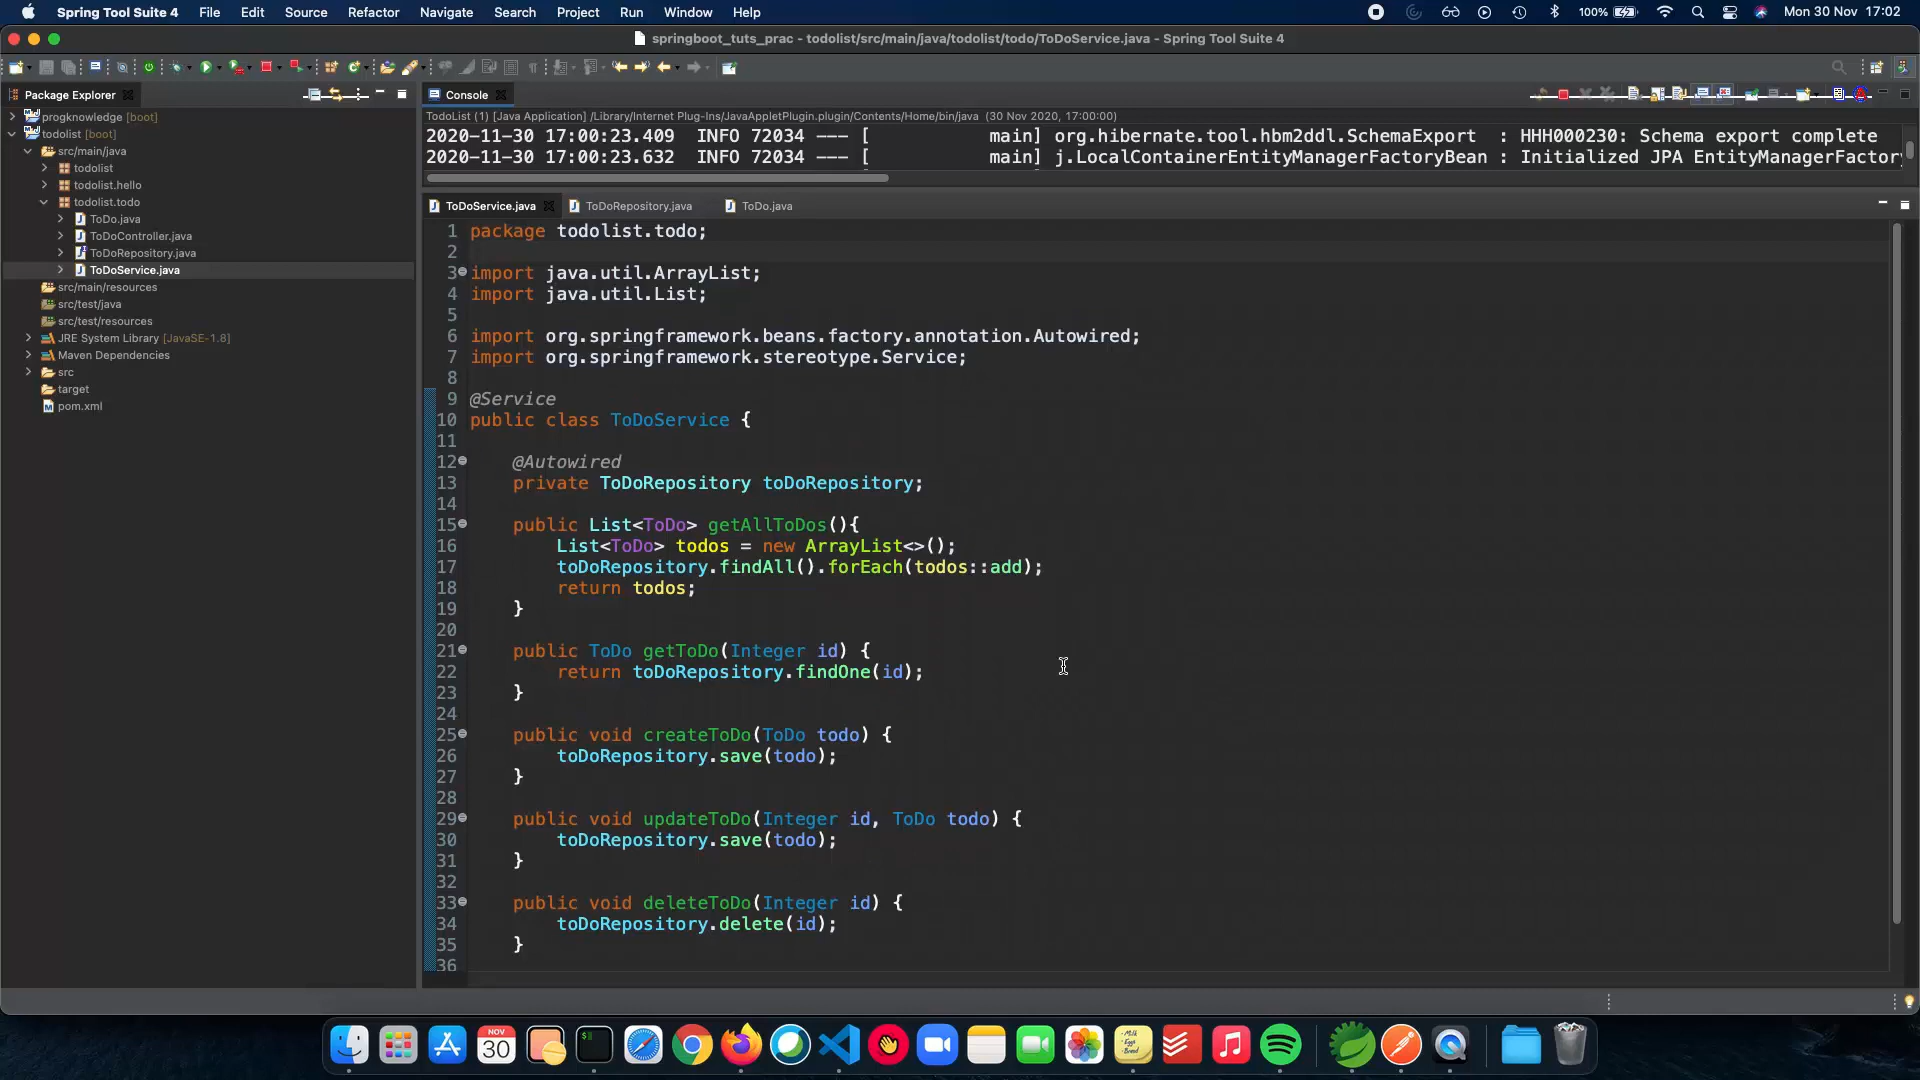 Spring Tool Suite 4 File Edit Source Refactor Navigate Search Project Run Window Help 100% Mon 30 Nov 17:02
springboot_tuts_prac - todolist/src/main/java/todolist/todo/ToDoService.java - Spring Tool Suite 4
Package Explorer
progknowledge [boot]
todolist [boot]
src/main/java
todolist
todolist.hello
todolist.todo
ToDo.java
ToDoController.java
ToDoRepository.java
ToDoService.java
src/main/resources
src/test/java
src/test/resources
JRE System Library [JavaSE-1.8]
Maven Dependencies
src
target
pom.xml
Console
TodoList (1) [Java Application] /Library/Internet Plug-Ins/JavaAppletPlugin.plugin/Contents/Home/bin/java (30 Nov 2020, 17:00:00)
2020-11-30 17:00:23.409 INFO 72034 --- [ main] org.hibernate.tool.hbm2ddl.SchemaExport : HHH000230: Schema export complete
2020-11-30 17:00:23.632 INFO 72034 --- [ main] j.LocalContainerEntityManagerFactoryBean : Initialized JPA EntityManagerFactory
ToDoService.java ToDoRepository.java ToDo.java
1 package todolist.todo;
2
3 import java.util.ArrayList;
4 import java.util.List;
5
6 import org.springframework.beans.factory.annotation.Autowired;
7 import org.springframework.stereotype.Service;
8
9 @Service
10 public class ToDoService {
11
12 @Autowired
13 private ToDoRepository toDoRepository;
14
15 public List<ToDo> getAllToDos(){
16 List<ToDo> todos = new ArrayList<>();
17 toDoRepository.findAll().forEach(todos::add);
18 return todos;
19 }
20
21 public ToDo getToDo(Integer id) {
22 return toDoRepository.findOne(id);
23 }
24
25 public void createToDo(ToDo todo) {
26 toDoRepository.save(todo);
27 }
28
29 public void updateToDo(Integer id, ToDo todo) {
30 toDoRepository.save(todo);
31 }
32
33 public void deleteToDo(Integer id) {
34 toDoRepository.delete(id);
35 }
36
NOV
30
Milk
Eggs
Bread